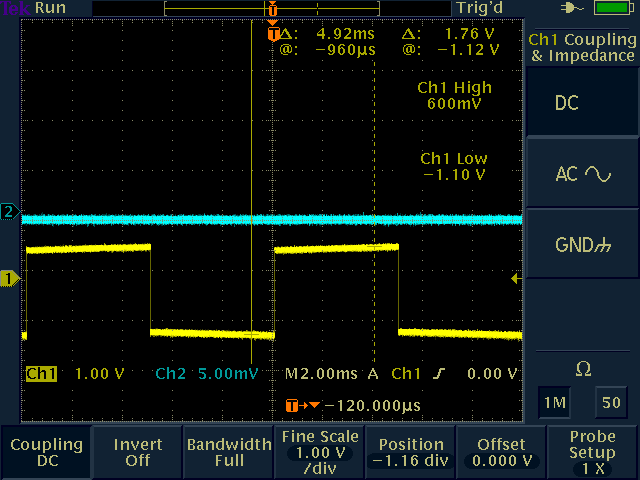 Tek Run Trig'd
Δ: 4.92ms Δ: 1.76 V
@: −960µs @: −1.12 V
Ch1 High
600mV
Ch1 Low
−1.10 V
2
1
Ch1 1.00 V Ch2 5.00mV M2.00ms A Ch1 0.00 V
T −120.000µs
Ch1 Coupling
& Impedance
DC
AC
GND
Ω
1M 50
Coupling
DC
Invert
Off
Bandwidth
Full
Fine Scale
1.00 V
/div
Position
−1.16 div
Offset
0.000 V
Probe
Setup
1 X